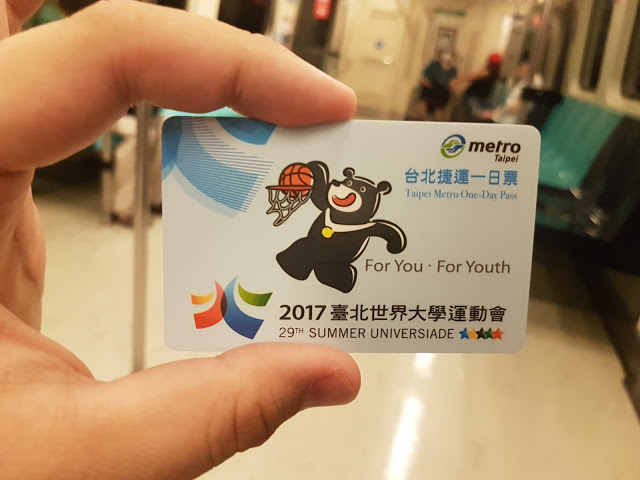 metro
Taipei
台北捷運一日票
Taipei Metro One-Day Pass
For You · For Youth
2017 臺北世界大學運動會
29TH SUMMER UNIVERSIADE